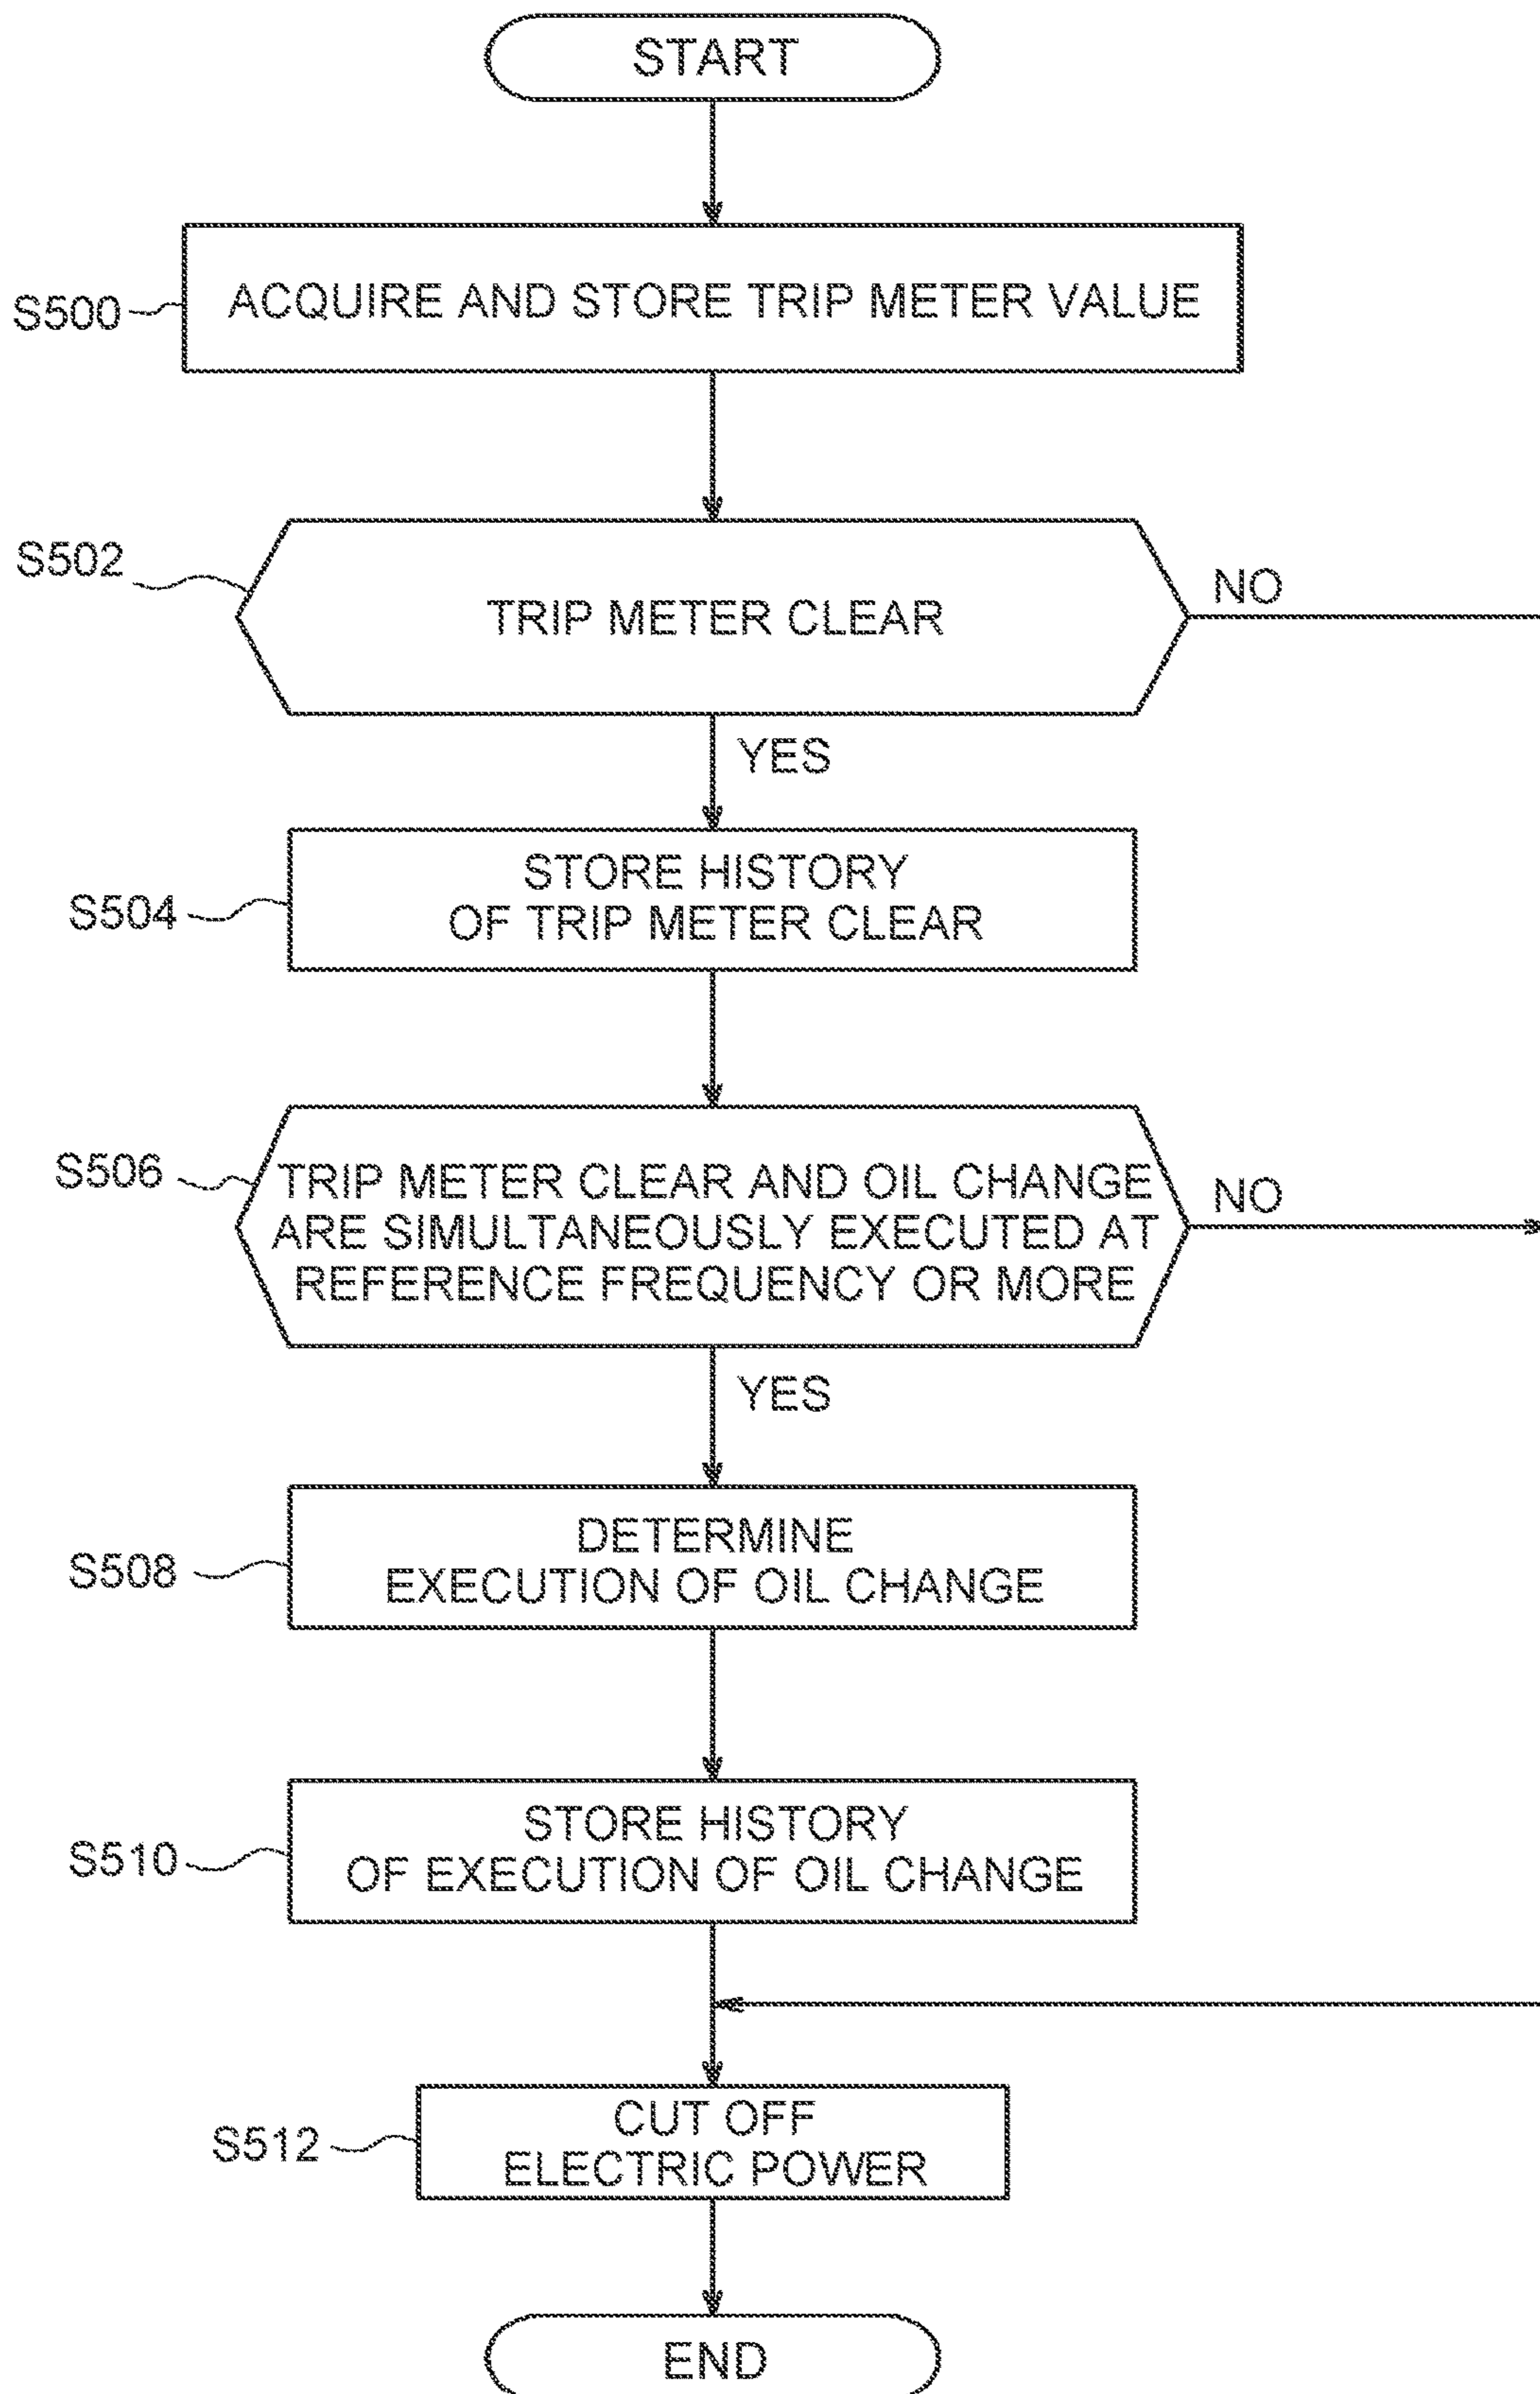 START
S500
ACQUIRE AND STORE TRIP METER VALUE
S502
TRIP METER CLEAR
NO
YES
S504
STORE HISTORY
OF TRIP METER CLEAR
S506
TRIP METER CLEAR AND OIL CHANGE
ARE SIMULTANEOUSLY EXECUTED AT
REFERENCE FREQUENCY OR MORE
NO
YES
S508
DETERMINE
EXECUTION OF OIL CHANGE
S510
STORE HISTORY
OF EXECUTION OF OIL CHANGE
S512
CUT OFF
ELECTRIC POWER
END